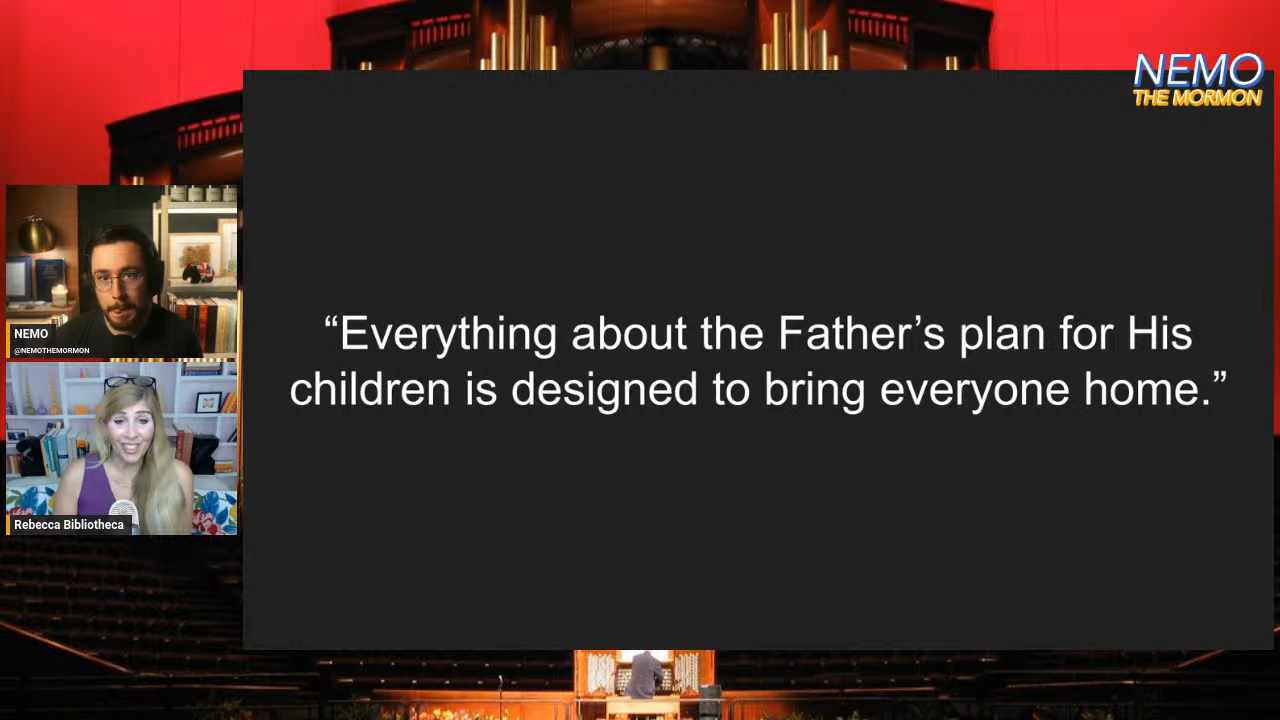 NEMO
THE MORMON
NEMO
@NEMOTHEMORMON
Rebecca Bibliotheca
“Everything about the Father’s plan for His
children is designed to bring everyone home.”